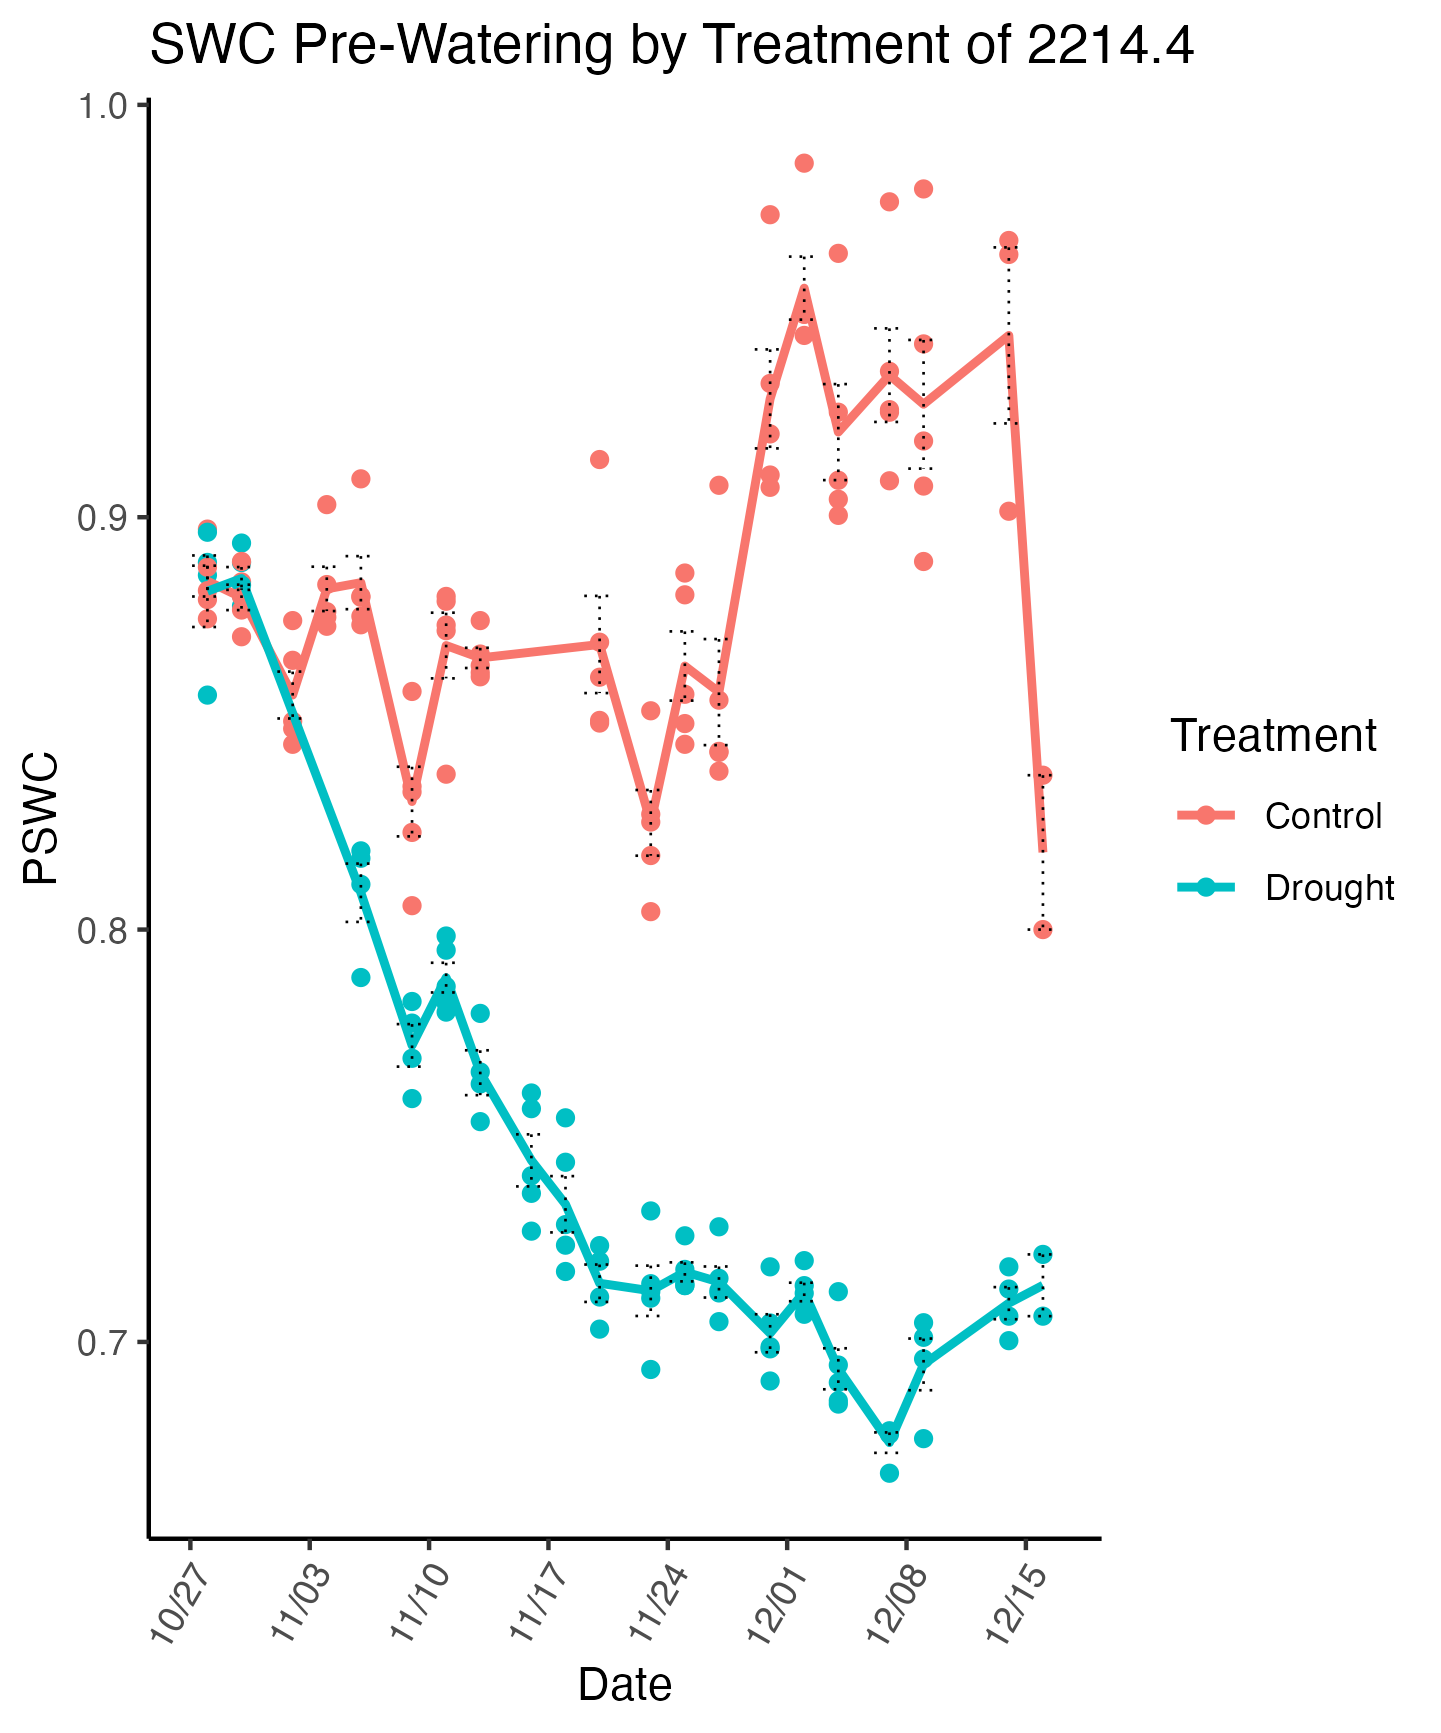 SWC Pre-Watering by Treatment of 2214.4
1.0
0.9
0.8
0.7
PSWC
10/27
11/03
11/10
11/17
11/24
12/01
12/08
12/15
Date
Treatment
Control
Drought